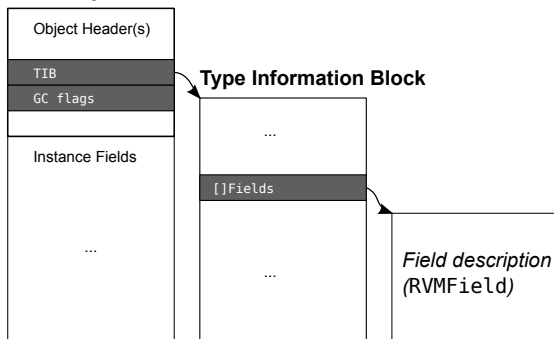 Object Header(s)
TIB
GC flags
Instance Fields
...
Type Information Block
...
[]Fields
...
Field description
(RVMField)